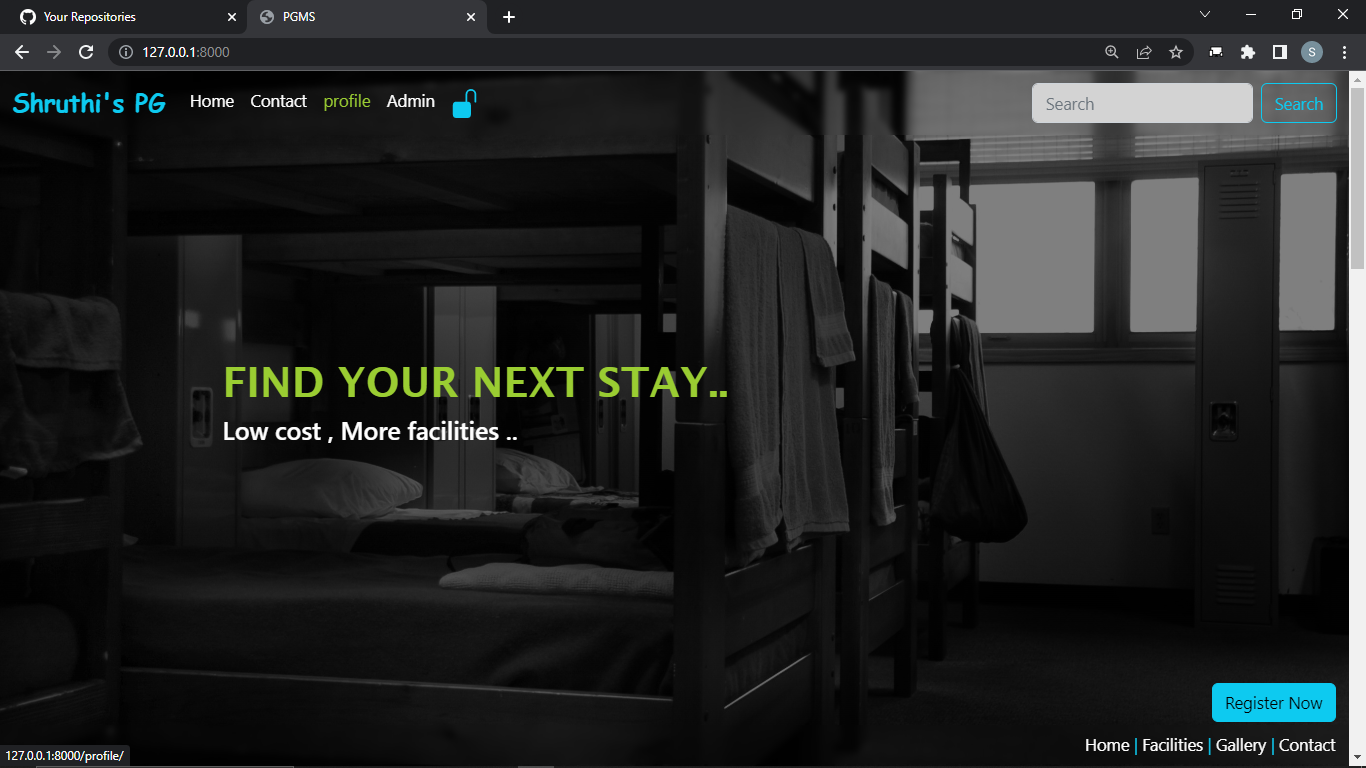 Your Repositories
PGMS
127.0.0.1:8000
S
Shruthi's PG Home Contact profile Admin Search Search
FIND YOUR NEXT STAY..
Low cost , More facilities ..
Register Now
Home | Facilities | Gallery | Contact
127.0.0.1:8000/profile/